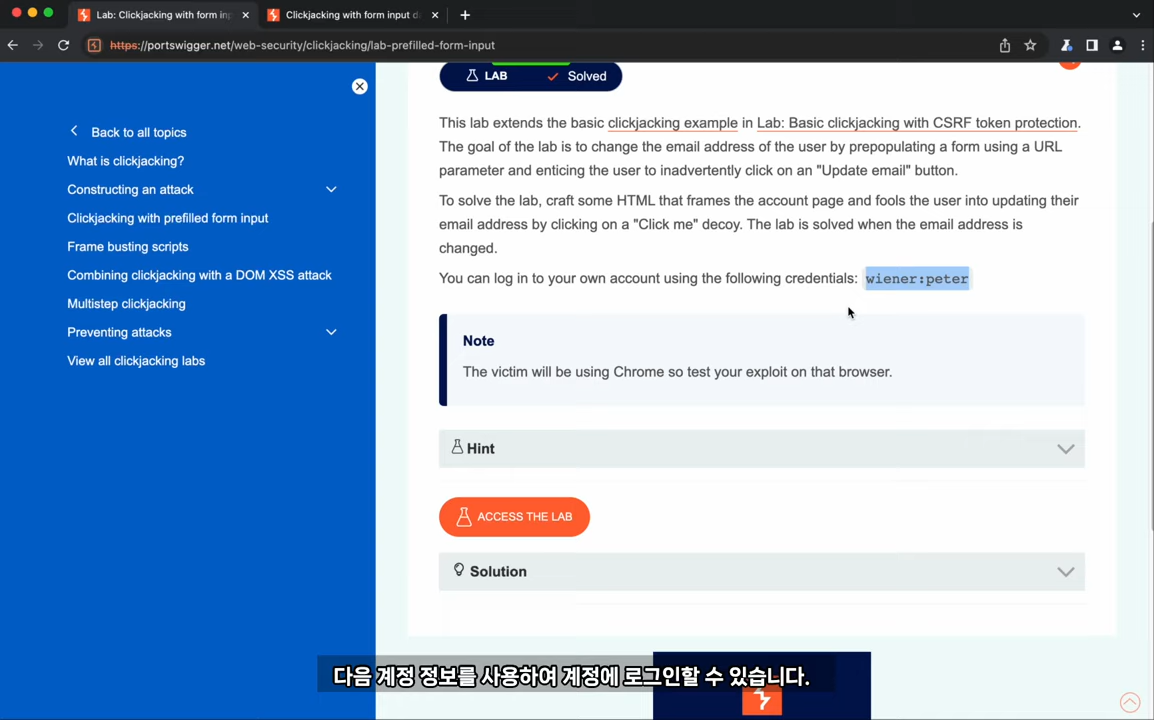 Lab: Clickjacking with form inp
Clickjacking with form input d
https://portswigger.net/web-security/clickjacking/lab-prefilled-form-input
Back to all topics
What is clickjacking?
Constructing an attack
Clickjacking with prefilled form input
Frame busting scripts
Combining clickjacking with a DOM XSS attack
Multistep clickjacking
Preventing attacks
View all clickjacking labs
LAB Solved
This lab extends the basic clickjacking example in Lab: Basic clickjacking with CSRF token protection.
The goal of the lab is to change the email address of the user by prepopulating a form using a URL
parameter and enticing the user to inadvertently click on an "Update email" button.
To solve the lab, craft some HTML that frames the account page and fools the user into updating their
email address by clicking on a "Click me" decoy. The lab is solved when the email address is
changed.
You can log in to your own account using the following credentials: wiener:peter
Note
The victim will be using Chrome so test your exploit on that browser.
Hint
ACCESS THE LAB
Solution
다음 계정 정보를 사용하여 계정에 로그인할 수 있습니다.